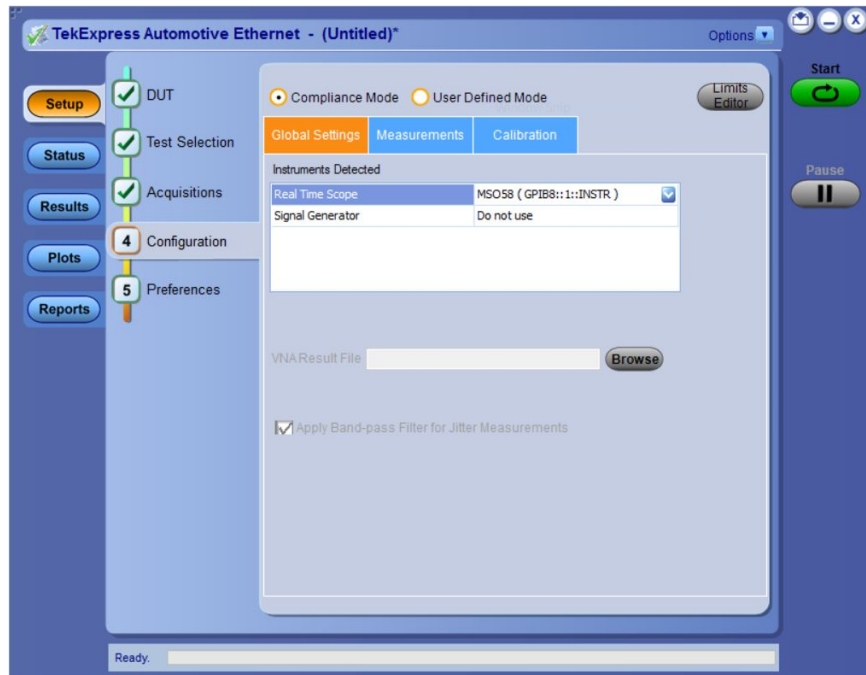 TekExpress Automotive Ethernet - (Untitled)*
Options
Start
Pause
Setup
Status
Results
Plots
Reports
DUT
Test Selection
Acquisitions
4 Configuration
5 Preferences
Compliance Mode User Defined Mode
Limits
Editor
Global Settings Measurements Calibration
Instruments Detected
Real Time Scope MSO58 ( GPIB8::1::INSTR )
Signal Generator Do not use
VNA Result File Browse
Apply Band-pass Filter for Jitter Measurements
Ready.